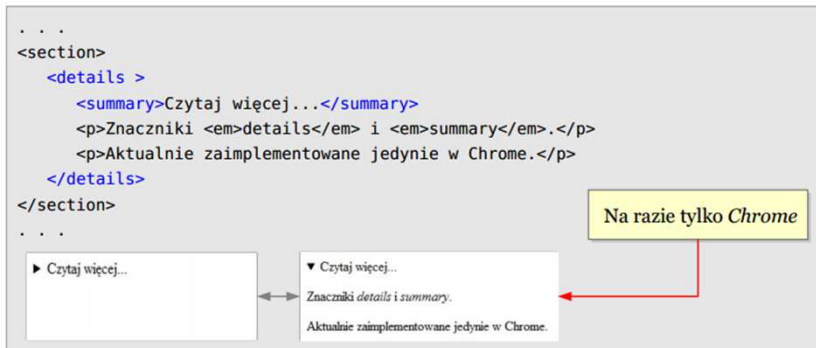 . . .
<section>
<details >
<summary>Czytaj więcej...</summary>
<p>Znaczniki <em>details</em> i <em>summary</em>.</p>
<p>Aktualnie zaimplementowane jedynie w Chrome.</p>
</details>
</section>
. . .
Na razie tylko Chrome
▶ Czytaj więcej...
▼ Czytaj więcej...
Znaczniki details i summary.
Aktualnie zaimplementowane jedynie w Chrome.